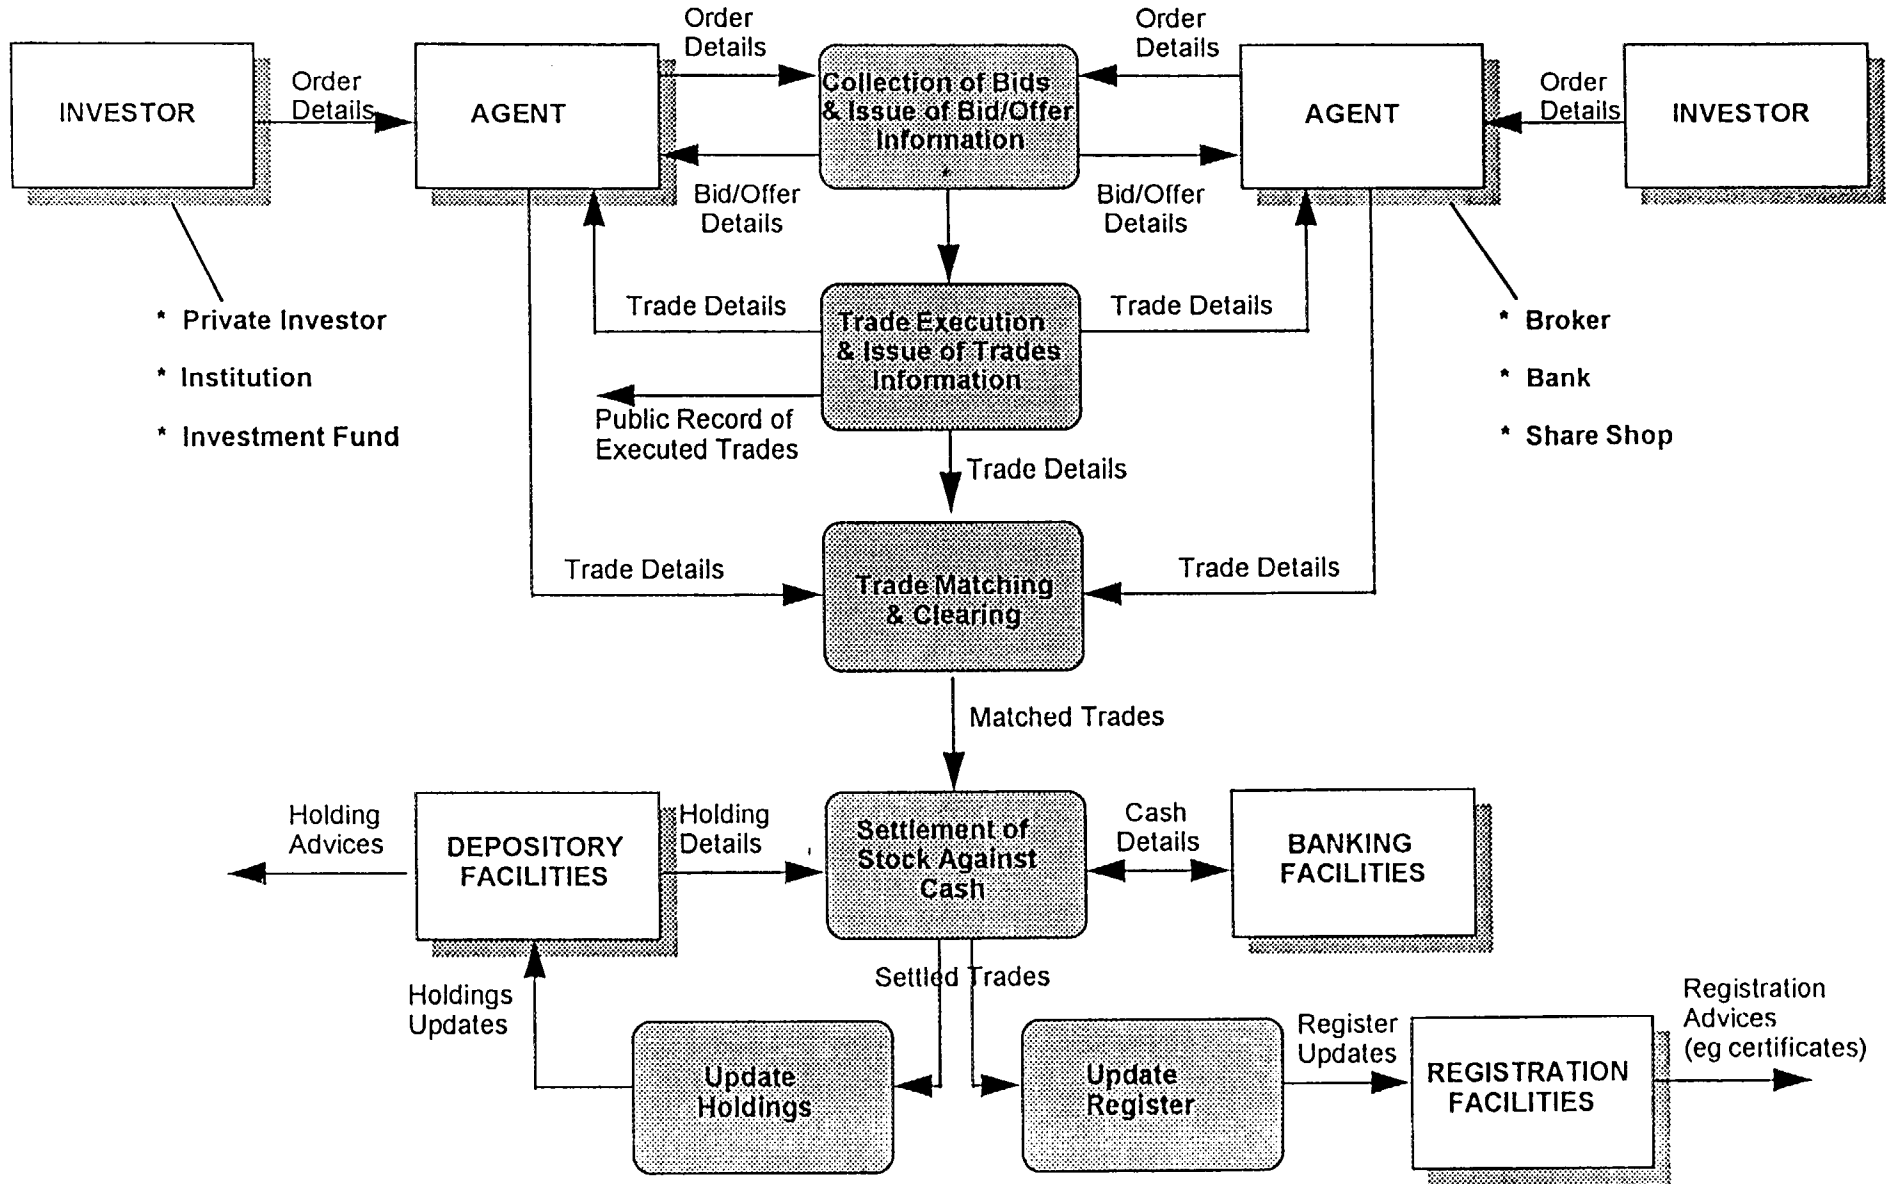 Order
Details
Order
Details
INVESTOR
Order
Details
AGENT
Collection of Bids
& Issue of Bid/Offer
Information
AGENT
Order
Details
INVESTOR
Bid/Offer
Details
Bid/Offer
Details
* Private Investor
* Institution
* Investment Fund
Trade Details
Trade Execution
& Issue of Trades
Information
Trade Details
* Broker
* Bank
* Share Shop
Public Record of
Executed Trades
Trade Details
Trade Details
Trade Matching
& Clearing
Trade Details
Matched Trades
Holding
Advices
DEPOSITORY
FACILITIES
Holding
Details
Settlement of
Stock Against
Cash
Cash
Details
BANKING
FACILITIES
Settled Trades
Holdings
Updates
Update
Holdings
Update
Register
Register
Updates
REGISTRATION
FACILITIES
Registration
Advices
(eg certificates)